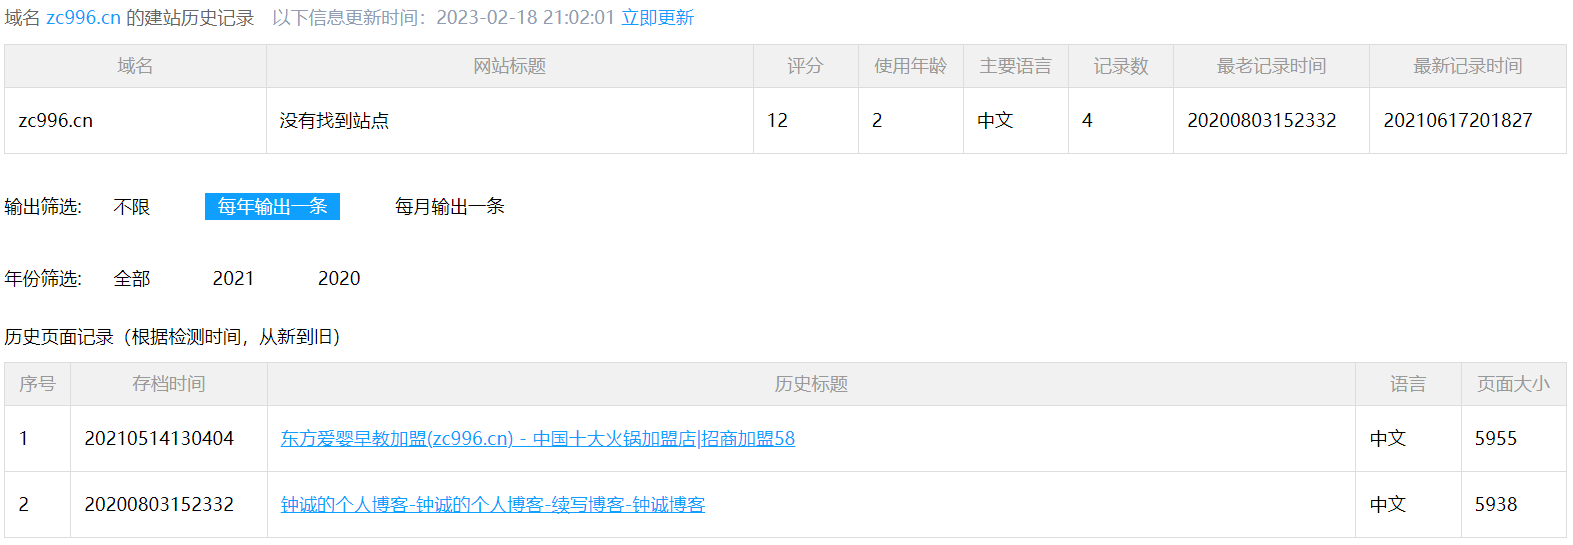 域名 zc996.cn 的建站历史记录 以下信息更新时间：2023-02-18 21:02:01 立即更新
域名 网站标题 评分 使用年龄 主要语言 记录数 最老记录时间 最新记录时间
zc996.cn 没有找到站点 12 2 中文 4 20200803152332 20210617201827
输出筛选: 不限 每年输出一条 每月输出一条
年份筛选: 全部 2021 2020
历史页面记录（根据检测时间，从新到旧）
序号 存档时间 历史标题 语言 页面大小
1 20210514130404 东方爱婴早教加盟(zc996.cn) - 中国十大火锅加盟店|招商加盟58 中文 5955
2 20200803152332 钟诚的个人博客-钟诚的个人博客-续写博客-钟诚博客 中文 5938